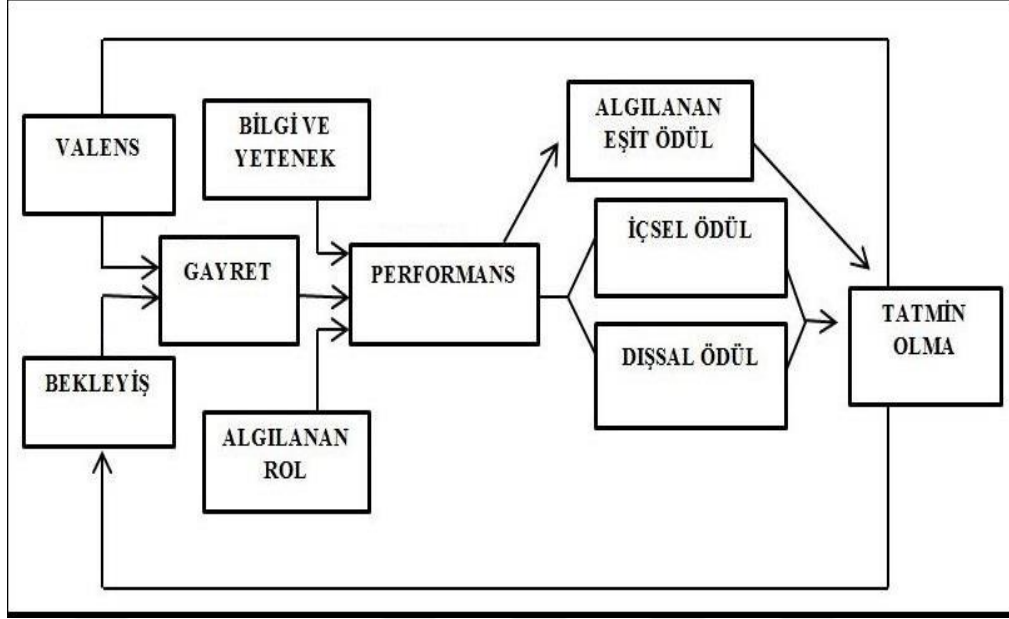 VALENS
BİLGİ VE
YETENEK
ALGILANAN
EŞİT ÖDÜL
GAYRET
PERFORMANS
İÇSEL ÖDÜL
BEKLEYİŞ
ALGILANAN
ROL
DIŞSAL ÖDÜL
TATMİN
OLMA